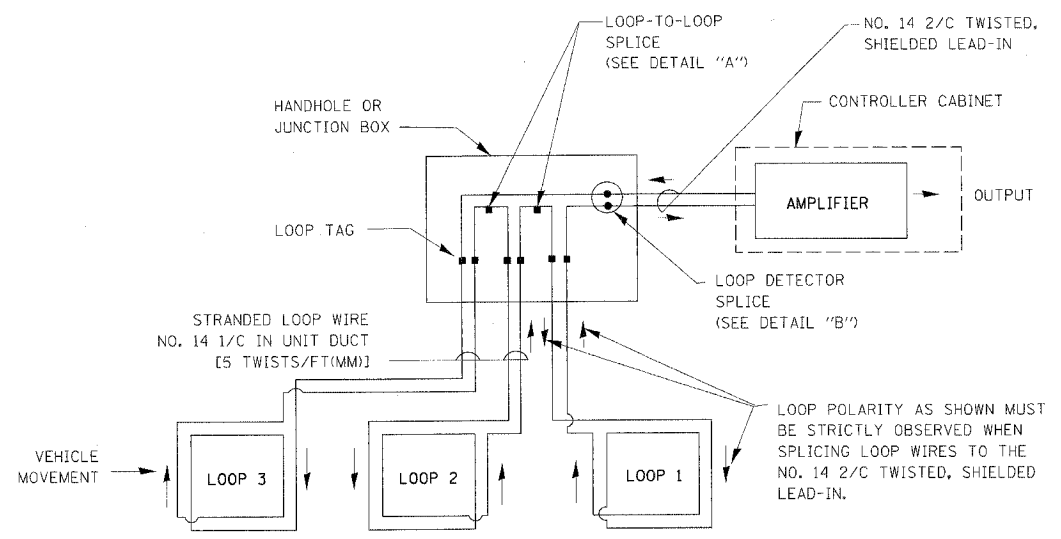 LOOP-TO-LOOP
SPLICE
(SEE DETAIL "A")
NO. 14 2/C TWISTED,
SHIELDED LEAD-IN
HANDHOLE OR
JUNCTION BOX
CONTROLLER CABINET
AMPLIFIER
OUTPUT
LOOP TAG
LOOP DETECTOR
SPLICE
(SEE DETAIL "B")
STRANDED LOOP WIRE
NO. 14 1/C IN UNIT DUCT
[5 TWISTS/FT(MM)]
LOOP POLARITY AS SHOWN MUST
BE STRICTLY OBSERVED WHEN
SPLICING LOOP WIRES TO THE
NO. 14 2/C TWISTED, SHIELDED
LEAD-IN.
VEHICLE
MOVEMENT
LOOP 3
LOOP 2
LOOP 1